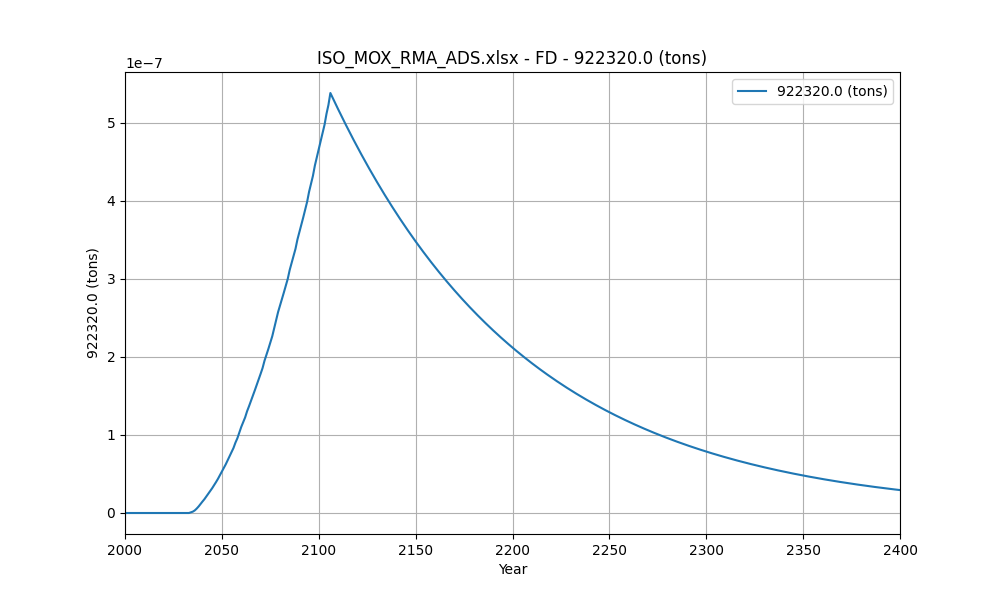 ISO_MOX_RMA_ADS.xlsx - FD - 922320.0 (tons)
1e−7
922320.0 (tons)
5
4
3
2
1
0
922320.0 (tons)
2000 2050 2100 2150 2200 2250 2300 2350 2400
Year